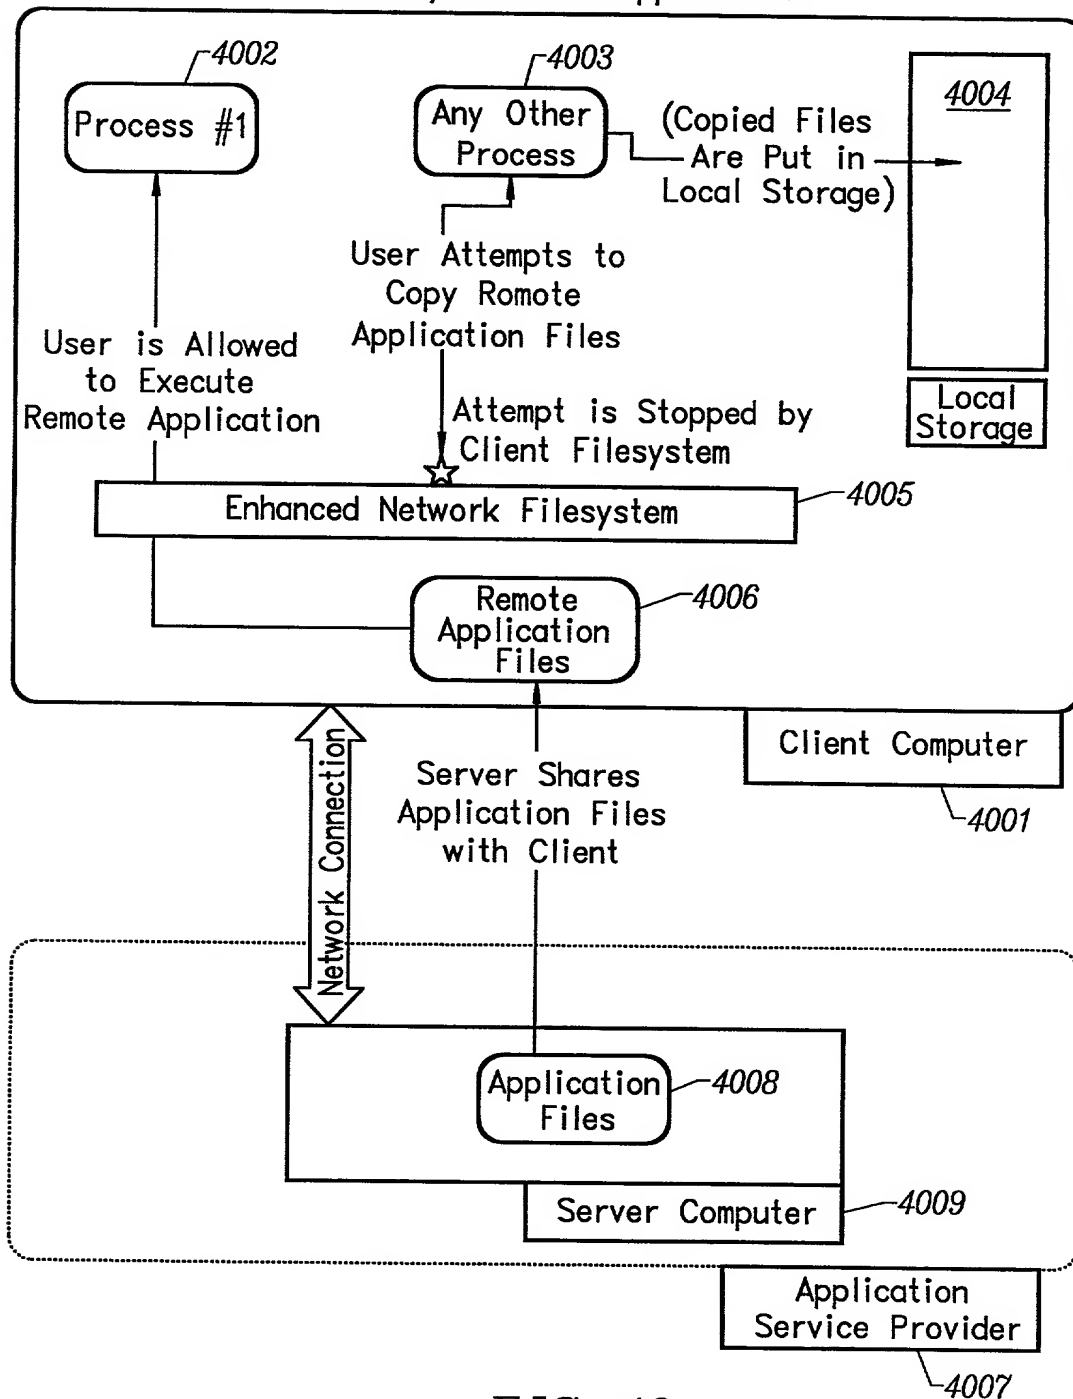 4002
Process #1
4003
Any Other
Process
(Copied Files
Are Put in
Local Storage)
4004
User Attempts to
Copy Romote
Application Files
User is Allowed
to Execute
Remote Application
Local
Storage
Attempt is Stopped by
Client Filesystem
Enhanced Network Filesystem
4005
Remote
Application
Files
4006
Client Computer
4001
Network Connection
Server Shares
Application Files
with Client
Application
Files
4008
Server Computer
4009
Application
Service Provider
4007